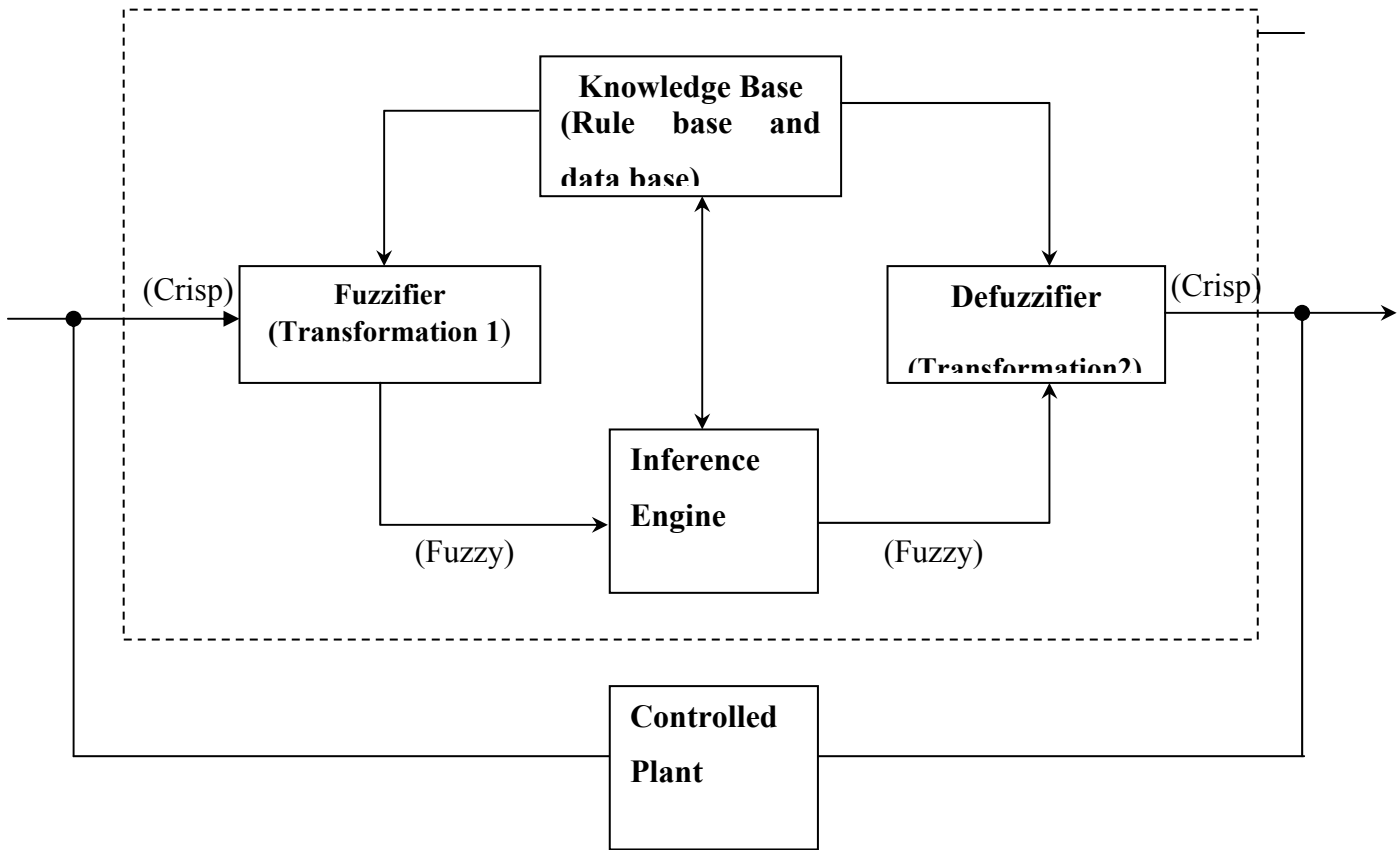 Knowledge Base
(Rule base and
data base)
(Crisp)
Fuzzifier
(Transformation 1)
Defuzzifier
(Transformation2)
(Crisp)
Inference
Engine
(Fuzzy)
(Fuzzy)
Controlled
Plant